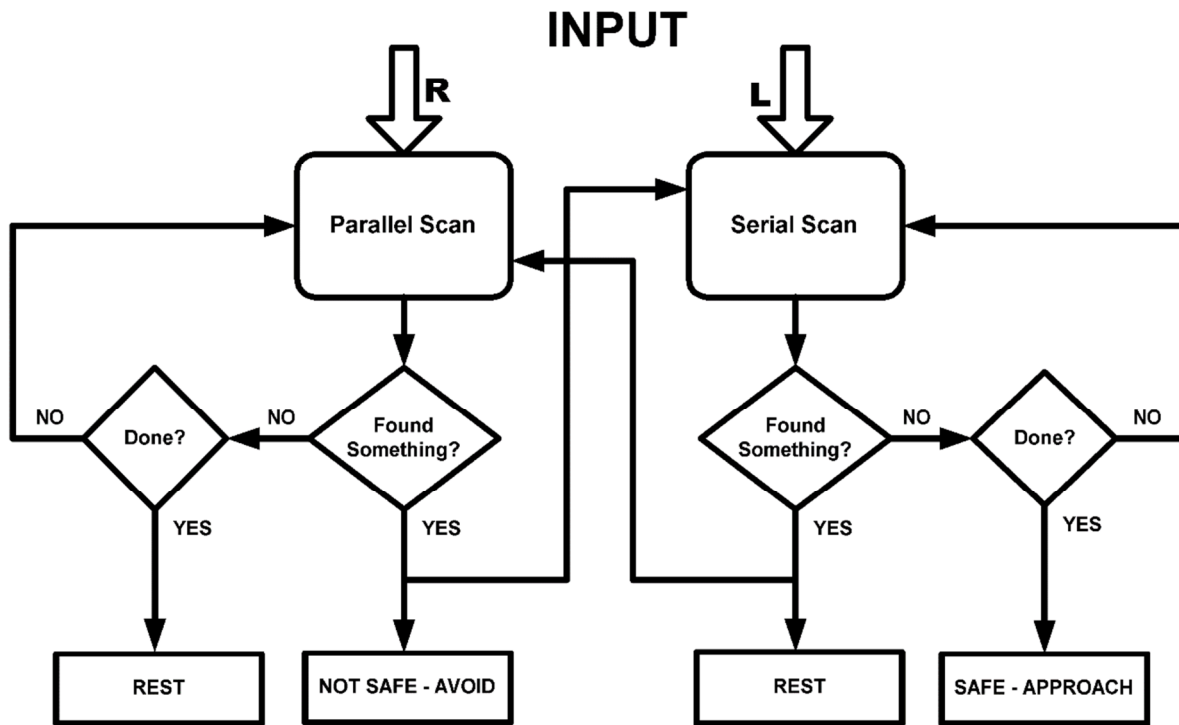 INPUT
R
L
Parallel Scan
Serial Scan
NO
Done?
NO
Found
Something?
Found
Something?
NO
Done?
NO
YES
YES
YES
YES
REST
NOT SAFE - AVOID
REST
SAFE - APPROACH